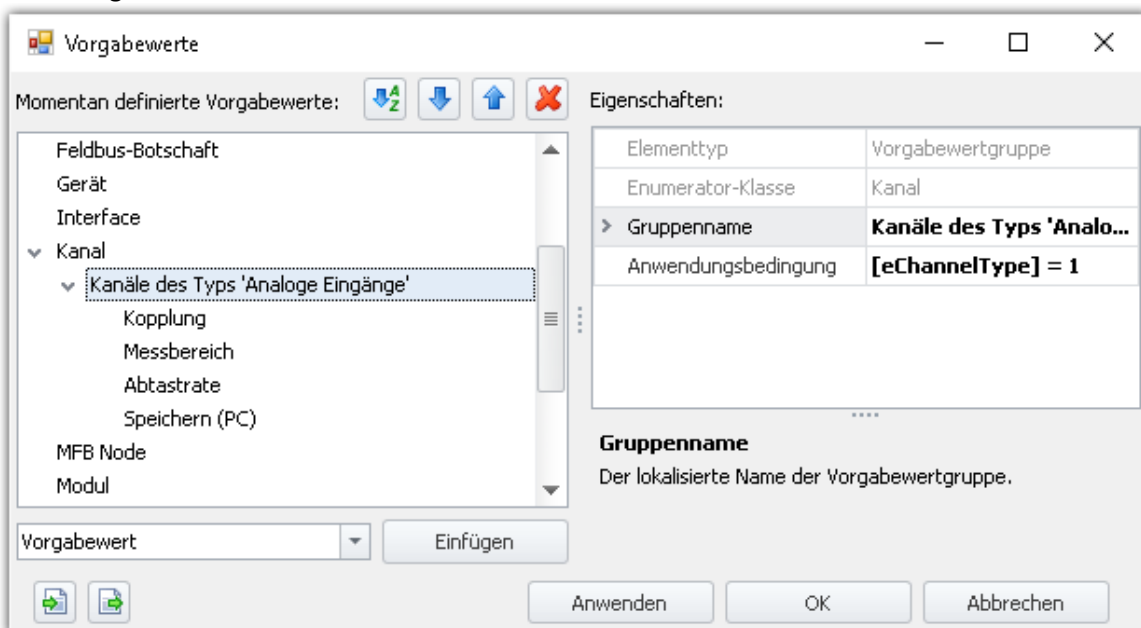 Vorgabewerte
Momentan definierte Vorgabewerte:
Feldbus-Botschaft
Gerät
Interface
Kanal
Kanäle des Typs 'Analoge Eingänge'
Kopplung
Messbereich
Abtastrate
Speichern (PC)
MFB Node
Modul
Vorgabewert
Einfügen
Eigenschaften:
Elementtyp Vorgabewertgruppe
Enumerator-Klasse Kanal
Gruppenname Kanäle des Typs 'Analo...
Anwendungsbedingung [eChannelType] = 1
Gruppenname
Der lokalisierte Name der Vorgabewertgruppe.
Anwenden OK Abbrechen